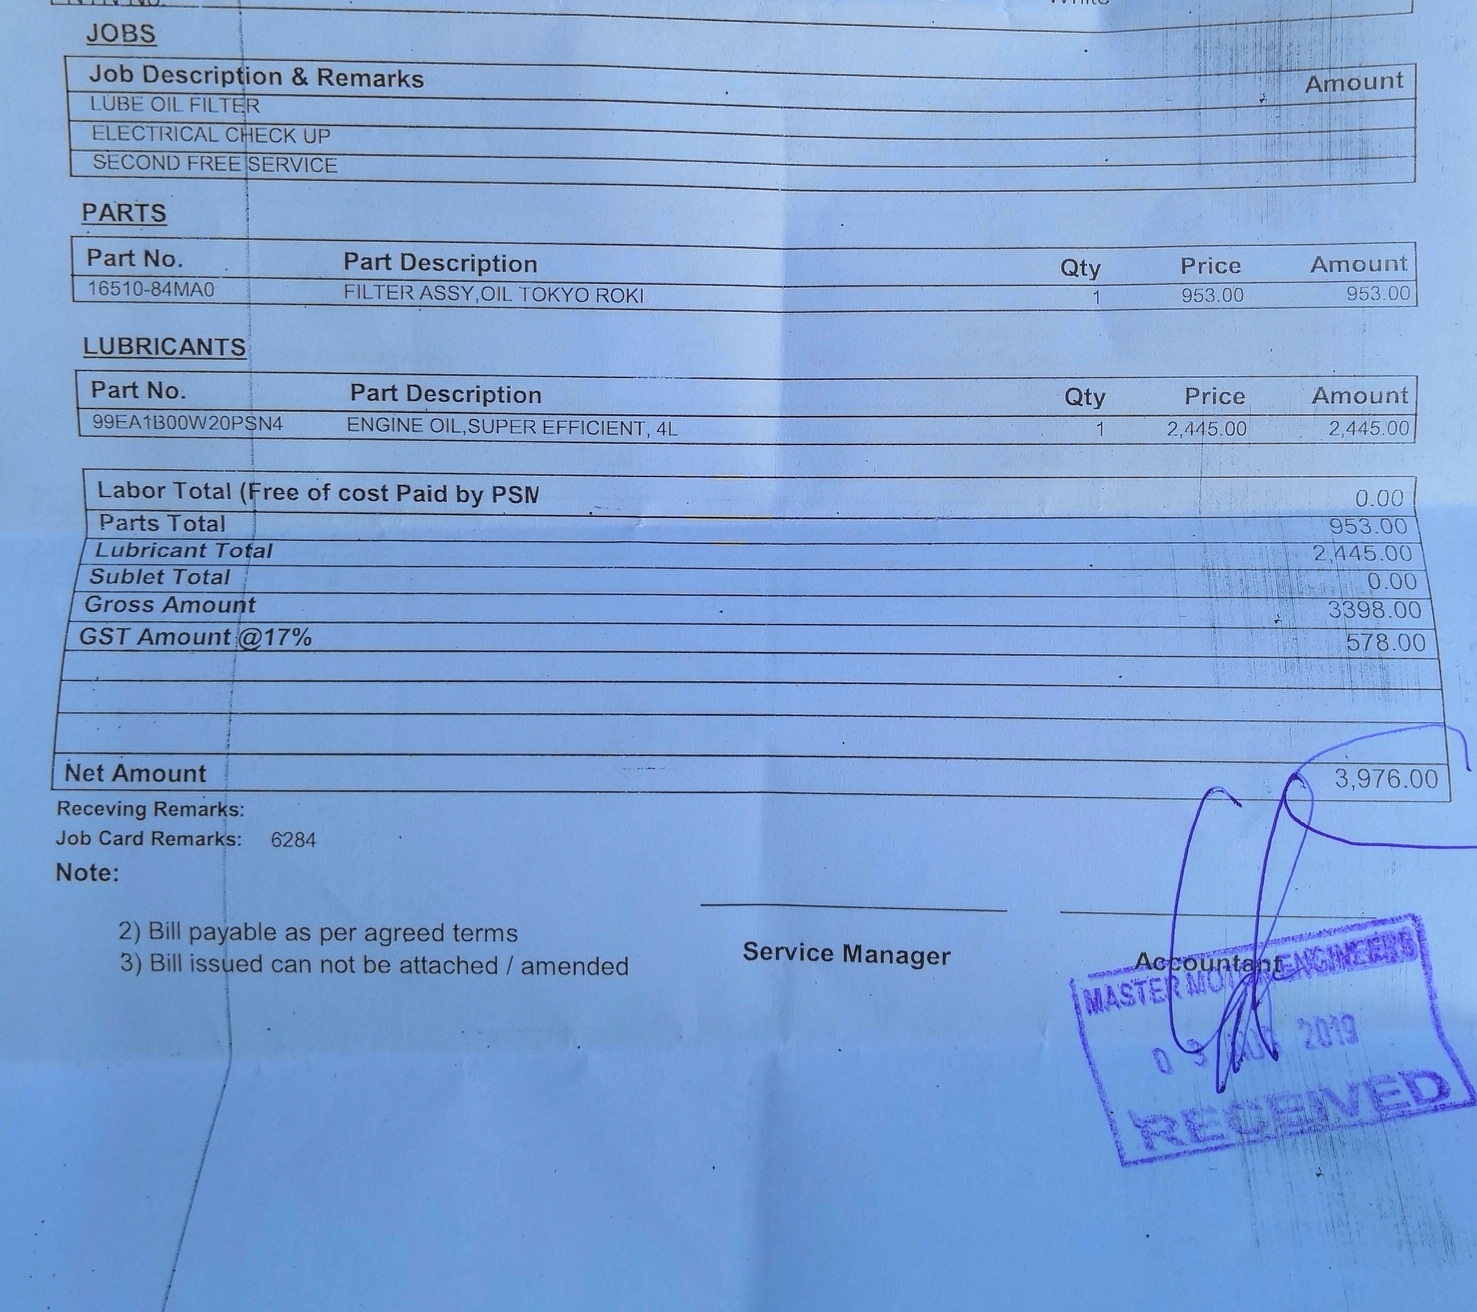 JOBS
Job Description & Remarks Amount
LUBE OIL FILTER
ELECTRICAL CHECK UP
SECOND FREE SERVICE
PARTS
Part No. Part Description Qty Price Amount
16510-84MA0 FILTER ASSY,OIL TOKYO ROKI 1 953.00 953.00
LUBRICANTS
Part No. Part Description Qty Price Amount
99EA1B00W20PSN4 ENGINE OIL,SUPER EFFICIENT, 4L 1 2,445.00 2,445.00
Labor Total (Free of cost Paid by PSN 0.00
Parts Total 953.00
Lubricant Total 2,445.00
Sublet Total 0.00
Gross Amount 3398.00
GST Amount @17% 578.00
Net Amount 3,976.00
Receving Remarks:
Job Card Remarks: 6284
Note:
2) Bill payable as per agreed terms
3) Bill issued can not be attached / amended
Service Manager Accountant
MASTER MOTOR ENGINEERS
0 3 AUG 2019
RECEIVED